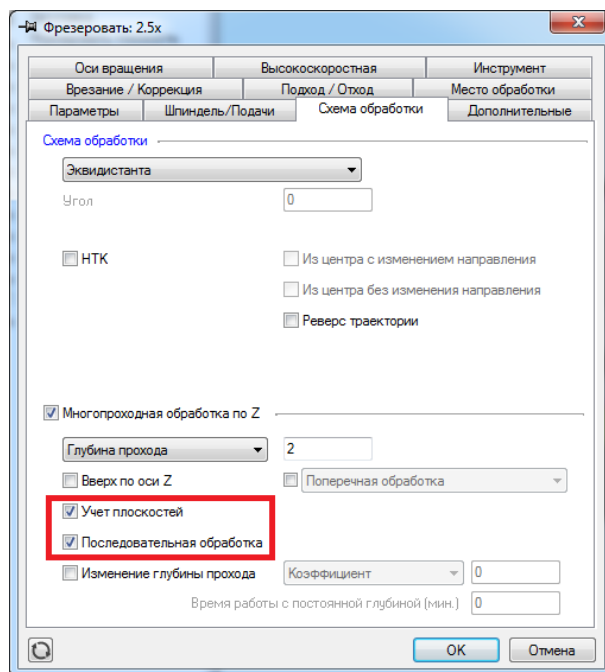 Фрезеровать: 2.5x
Оси вращения Высокоскоростная Инструмент
Врезание / Коррекция Подход / Отход Место обработки
Параметры Шпиндель/Подачи Схема обработки Дополнительные
Схема обработки
Эквидистанта
Угол 0
НТК Из центра с изменением направления
Из центра без изменения направления
Реверс траектории
Многопроходная обработка по Z
Глубина прохода 2
Вверх по оси Z Поперечная обработка
Учет плоскостей
Последовательная обработка
Изменение глубины прохода Коэффициент 0
Время работы с постоянной глубиной (мин.) 0
OK Отмена